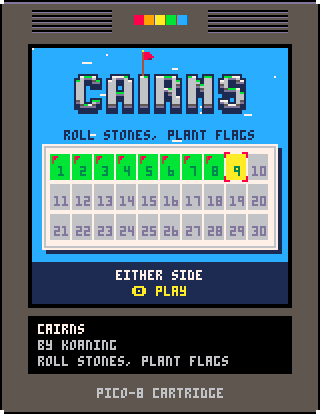 CAIRNS
ROLL STONES, PLANT FLAGS
1 2 3 4 5 6 7 8 9 10
11 12 13 14 15 16 17 18 19 20
21 22 23 24 25 26 27 28 29 30
EITHER SIDE
PLAY
CAIRNS
BY KOANING
ROLL STONES, PLANT FLAGS
PICO-8 CARTRIDGE